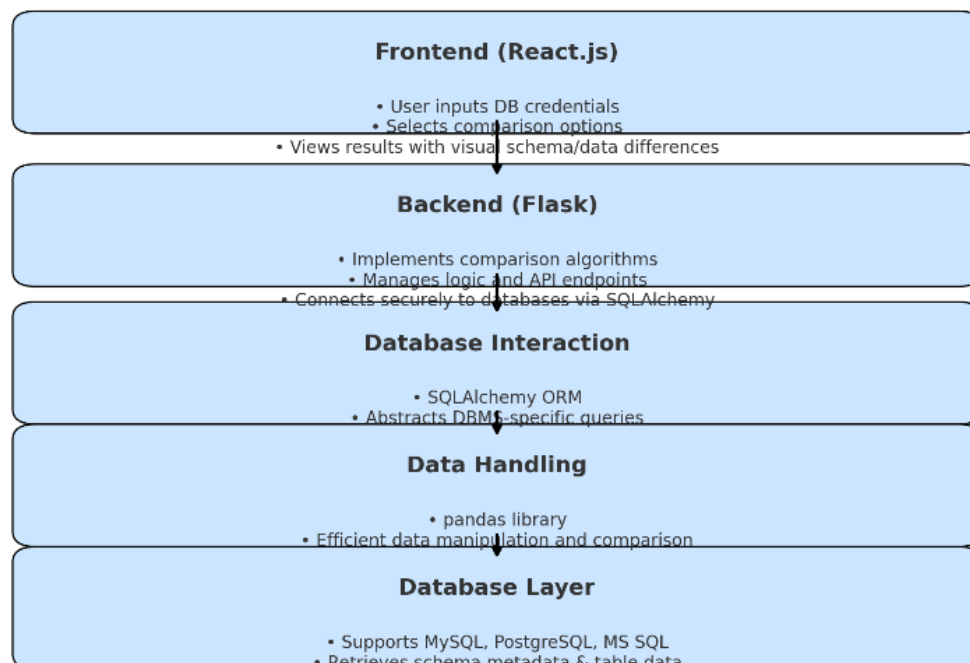 Frontend (React.js)
• User inputs DB credentials
• Selects comparison options
• Views results with visual schema/data differences
Backend (Flask)
• Implements comparison algorithms
• Manages logic and API endpoints
• Connects securely to databases via SQLAlchemy
Database Interaction
• SQLAlchemy ORM
• Abstracts DBMS-specific queries
Data Handling
• pandas library
• Efficient data manipulation and comparison
Database Layer
• Supports MySQL, PostgreSQL, MS SQL
• Retrieves schema metadata & table data